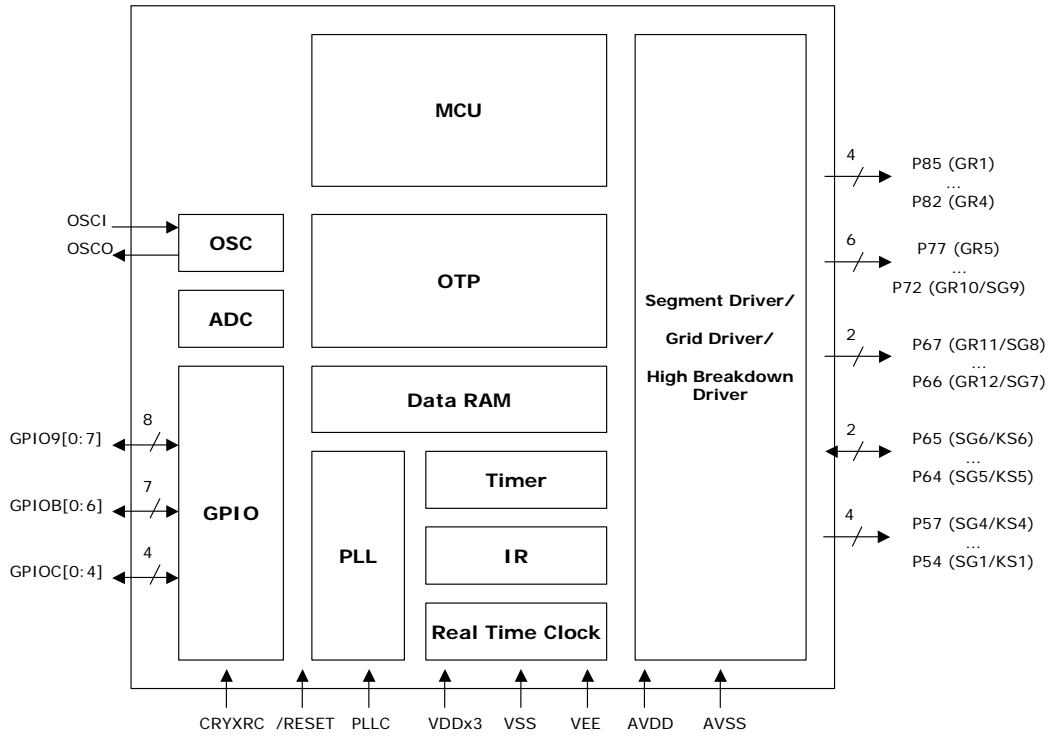 MCU
4
P85 (GR1)
...
P82 (GR4)
OSCI
OSCO
OSC
OTP
6
P77 (GR5)
...
P72 (GR10/SG9)
ADC
Segment Driver/
Grid Driver/
High Breakdown
Driver
2
P67 (GR11/SG8)
...
P66 (GR12/SG7)
Data RAM
GPIO9[0:7]
8
2
P65 (SG6/KS6)
...
P64 (SG5/KS5)
GPIOB[0:6]
7
GPIO
Timer
4
P57 (SG4/KS4)
...
P54 (SG1/KS1)
GPIOC[0:4]
4
PLL
IR
Real Time Clock
CRYXRC
/RESET
PLLC
VDDx3
VSS
VEE
AVDD
AVSS